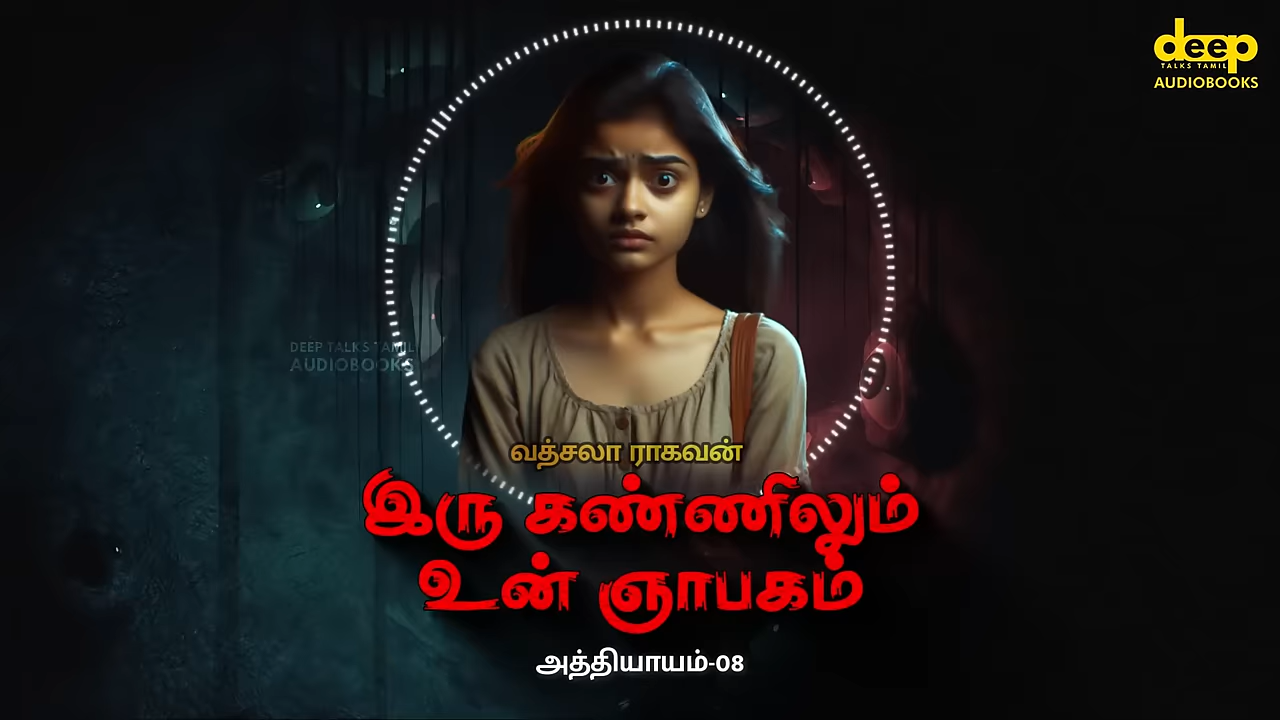 deep
TALKS TAMIL
AUDIOBOOKS
DEEP TALKS TAMIL
AUDIOBOOKS
வத்சலா ராகவன்
இரு கண்ணிலும்
உன் ஞாபகம்
அத்தியாயம்-08